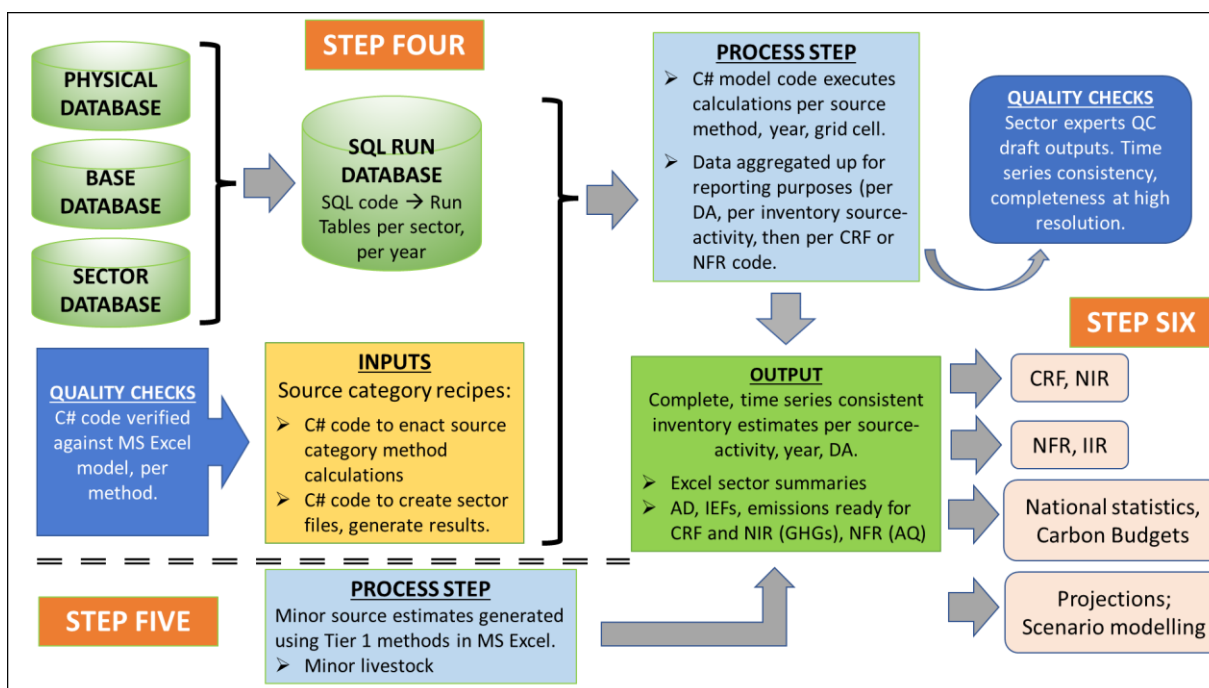 STEP FOUR
PHYSICAL
DATABASE
BASE
DATABASE
SECTOR
DATABASE
SQL RUN
DATABASE
SQL code → Run
Tables per sector,
per year
PROCESS STEP
➢ C# model code executes
calculations per source
method, year, grid cell.
➢ Data aggregated up for
reporting purposes (per
DA, per inventory source-
activity, then per CRF or
NFR code.
QUALITY CHECKS
Sector experts QC
draft outputs. Time
series consistency,
completeness at high
resolution.
QUALITY CHECKS
C# code verified
against MS Excel
model, per
method.
INPUTS
Source category recipes:
➢ C# code to enact source
category method
calculations
➢ C# code to create sector
files, generate results.
OUTPUT
Complete, time series consistent
inventory estimates per source-
activity, year, DA.
➢ Excel sector summaries
➢ AD, IEFs, emissions ready for
CRF and NIR (GHGs), NFR (AQ)
STEP SIX
CRF, NIR
NFR, IIR
National statistics,
Carbon Budgets
Projections;
Scenario modelling
STEP FIVE
PROCESS STEP
Minor source estimates generated
using Tier 1 methods in MS Excel.
➢ Minor livestock